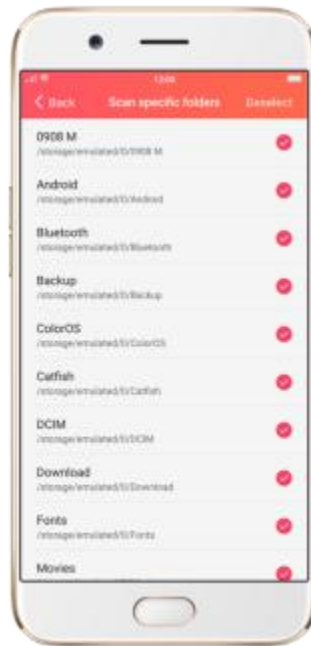 12:00
Back Scan specific folders Deselect
0908 M
/storage/emulated/0/0908 M
Android
/storage/emulated/0/Android
Bluetooth
/storage/emulated/0/Bluetooth
Backup
/storage/emulated/0/Backup
ColorOS
/storage/emulated/0/ColorOS
Catfish
/storage/emulated/0/Catfish
DCIM
/storage/emulated/0/DCIM
Download
/storage/emulated/0/Download
Fonts
/storage/emulated/0/Fonts
Movies